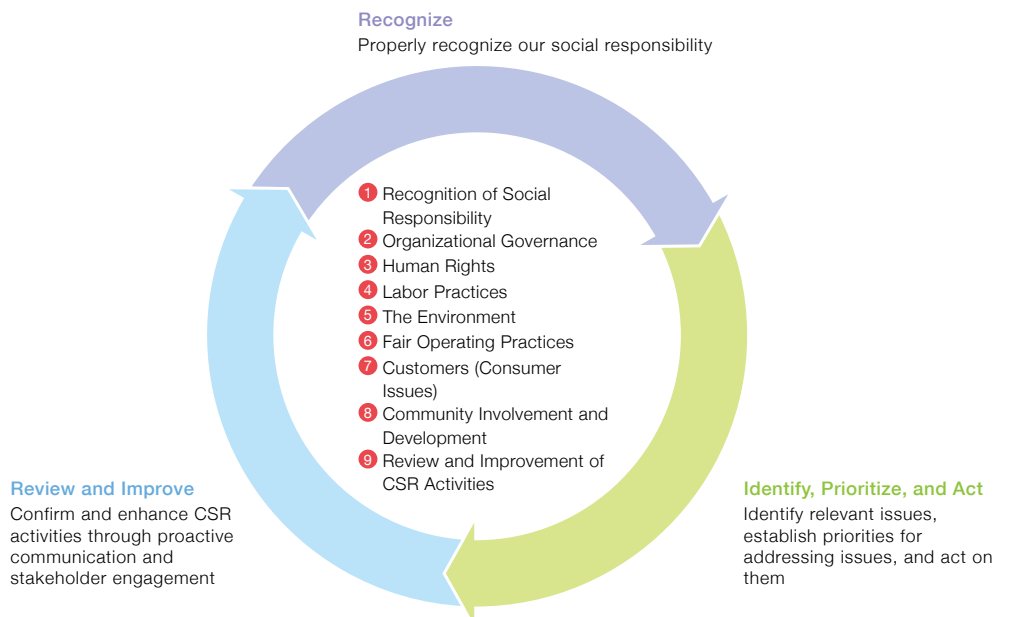 Recognize
Properly recognize our social responsibility
1 Recognition of Social
Responsibility
2 Organizational Governance
3 Human Rights
4 Labor Practices
5 The Environment
6 Fair Operating Practices
7 Customers (Consumer
Issues)
8 Community Involvement and
Development
9 Review and Improvement of
CSR Activities
Review and Improve
Confirm and enhance CSR
activities through proactive
communication and
stakeholder engagement
Identify, Prioritize, and Act
Identify relevant issues,
establish priorities for
addressing issues, and act on
them